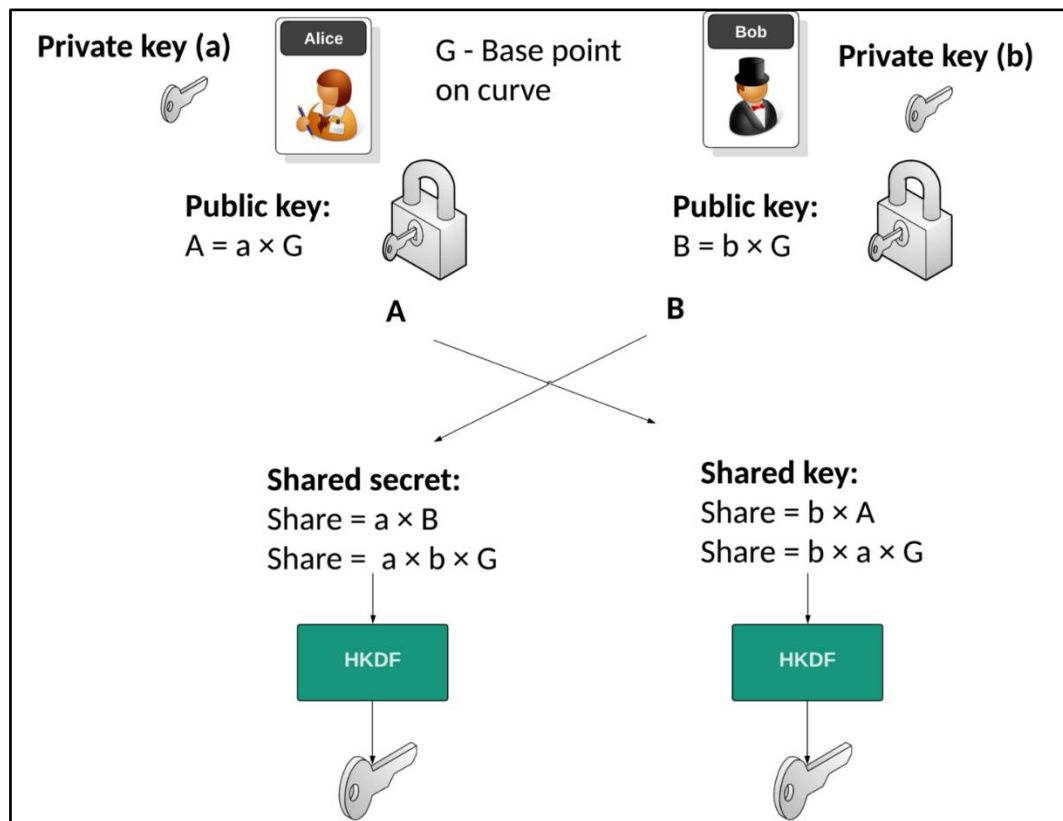 Private key (a)
Alice
G - Base point
on curve
Bob
Private key (b)
Public key:
A = a × G
Public key:
B = b × G
A
B
Shared secret:
Share = a × B
Share =  a × b × G
Shared key:
Share = b × A
Share = b × a × G
HKDF
HKDF